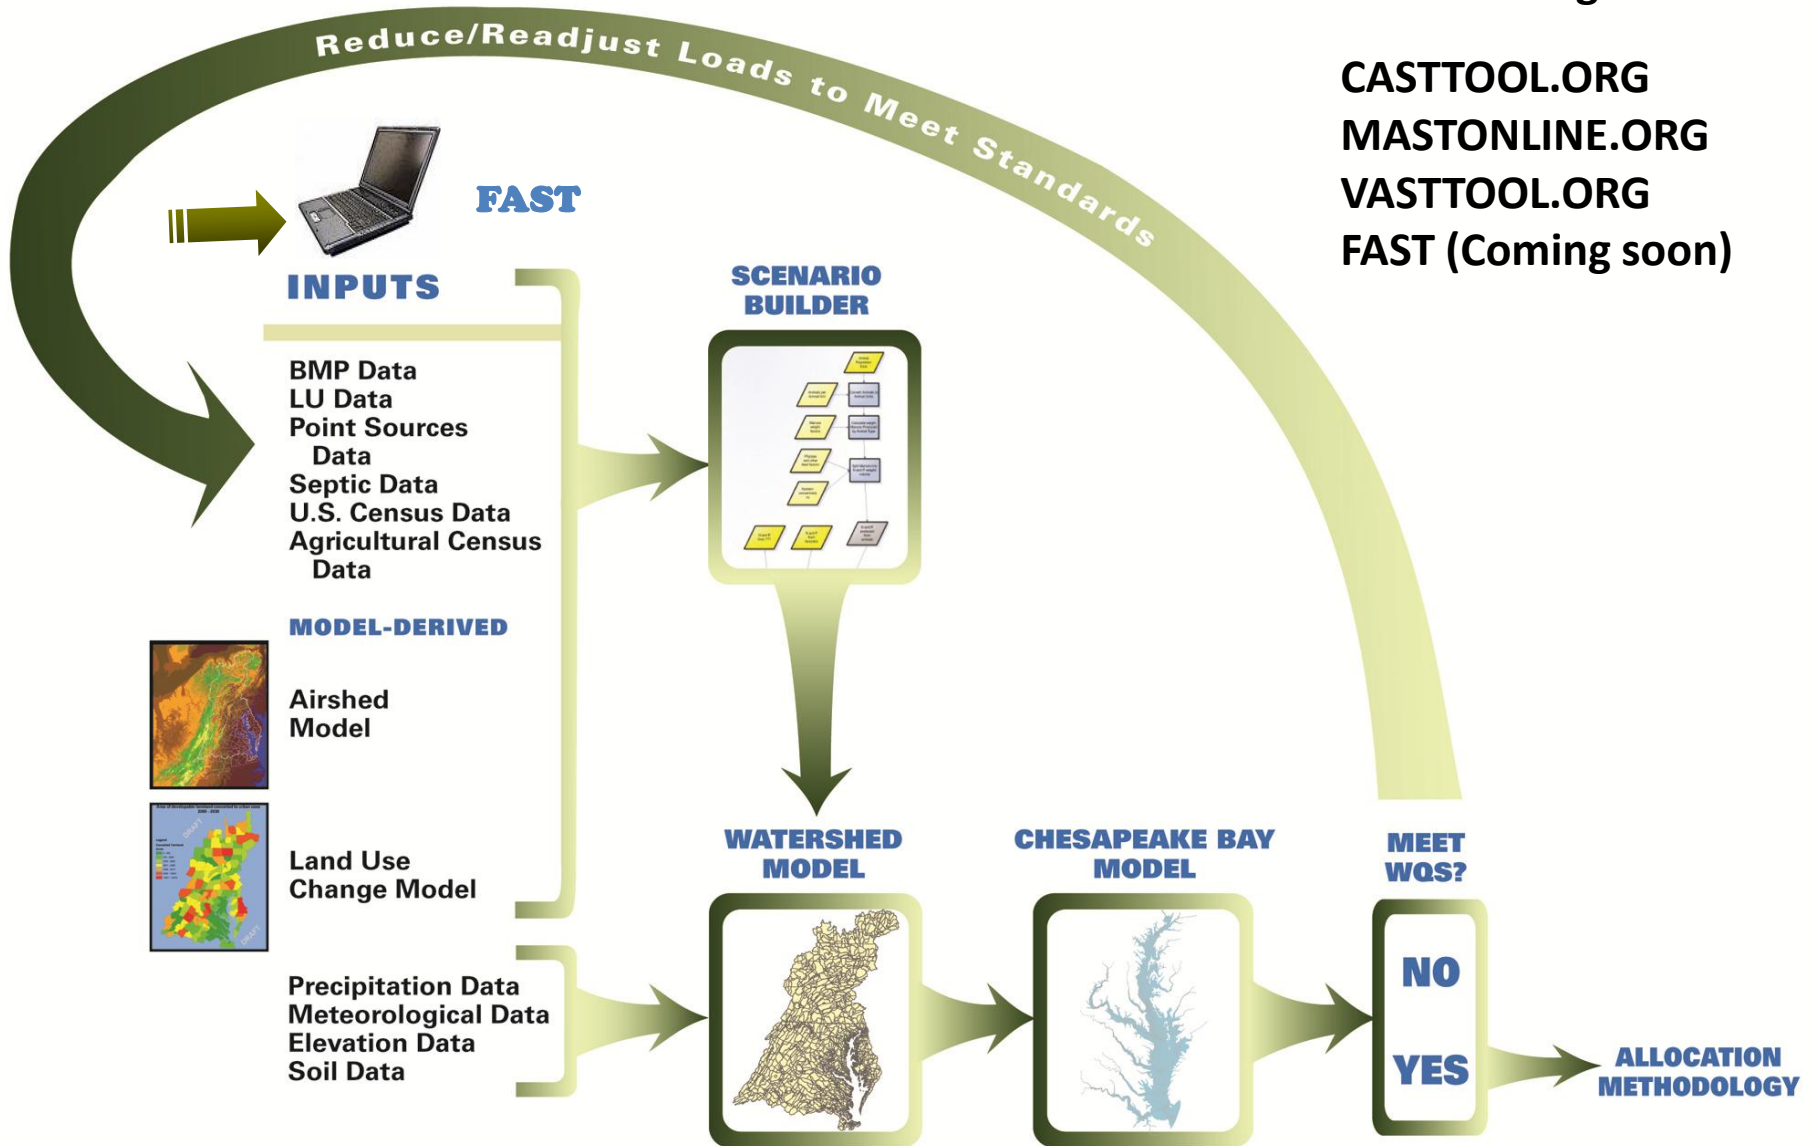 Reduce/Readjust Loads to Meet Standards
CASTTOOL.ORG
MASTONLINE.ORG
VASTTOOL.ORG
FAST (Coming soon)
FAST
INPUTS
BMP Data
LU Data
Point Sources
Data
Septic Data
U.S. Census Data
Agricultural Census
Data
MODEL-DERIVED
Airshed
Model
Land Use
Change Model
DRAFT
DRAFT
Precipitation Data
Meteorological Data
Elevation Data
Soil Data
SCENARIO
BUILDER
WATERSHED
MODEL
CHESAPEAKE BAY
MODEL
MEET
WQS?
NO
YES
ALLOCATION
METHODOLOGY